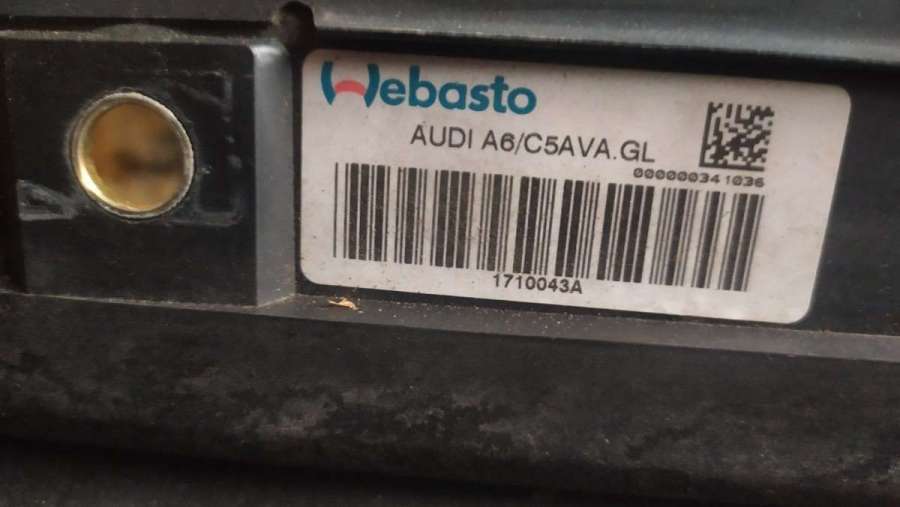 Webasto
AUDI A6/C5AVA.GL
000000341036
1710043A